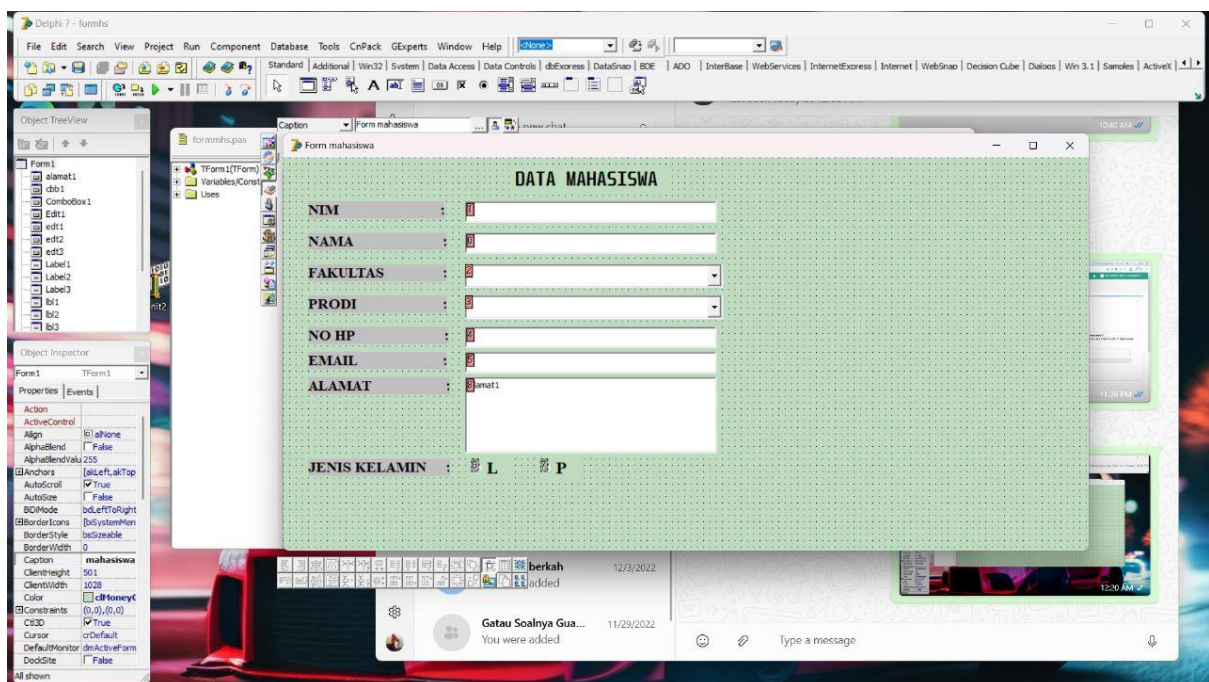 Delphi 7 - formhs
File Edit Search View Project Run Component Database Tools CnPack GExperts Window Help <None>
Standard Additional Win32 System Data Access Data Controls dbExpress DataSnap BDE ADO InterBase WebServices InternetExpress Internet WebSnap Decision Cube Dialogs Win 3.1 Samples ActiveX
Object TreeView
Form1
alamat1
cbb1
ComboBox1
Edit1
edt1
edt2
edt3
Label1
Label2
Label3
lbl1
lbl2
lbl3
formmhs.pas
TForm1(TForm)
Variables/Const
Uses
Caption Form mahasiswa ...
new chat
10:40 AM
Form mahasiswa
DATA MAHASISWA
NIM :
NAMA :
FAKULTAS :
PRODI :
NO HP :
EMAIL :
ALAMAT : alamat1
JENIS KELAMIN : L P
nit2
Object Inspector
Form1 TForm1
Properties Events
Action
ActiveControl
Align alNone
AlphaBlend False
AlphaBlendValu 255
Anchors [akLeft,akTop
AutoScroll True
AutoSize False
BiDiMode bdLeftToRight
BorderIcons [biSystemMen
BorderStyle bsSizeable
BorderWidth 0
Caption mahasiswa
ClientHeight 501
ClientWidth 1028
Color clMoneyG
Constraints (0,0),(0,0)
Ctl3D True
Cursor crDefault
DefaultMonitor dmActiveForm
DockSite False
All shown
11:26 PM
12:20 AM
berkah 12/3/2022
added
Gatau Soalnya Gua... 11/29/2022
You were added
Type a message